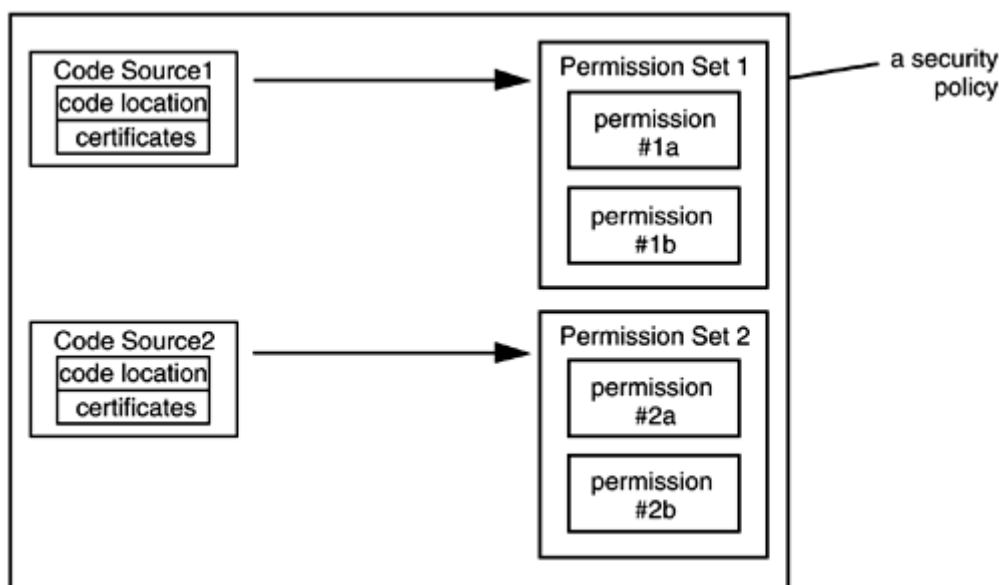 Code Source1
code location
certificates
Permission Set 1
permission
#1a
permission
#1b
a security
policy
Code Source2
code location
certificates
Permission Set 2
permission
#2a
permission
#2b